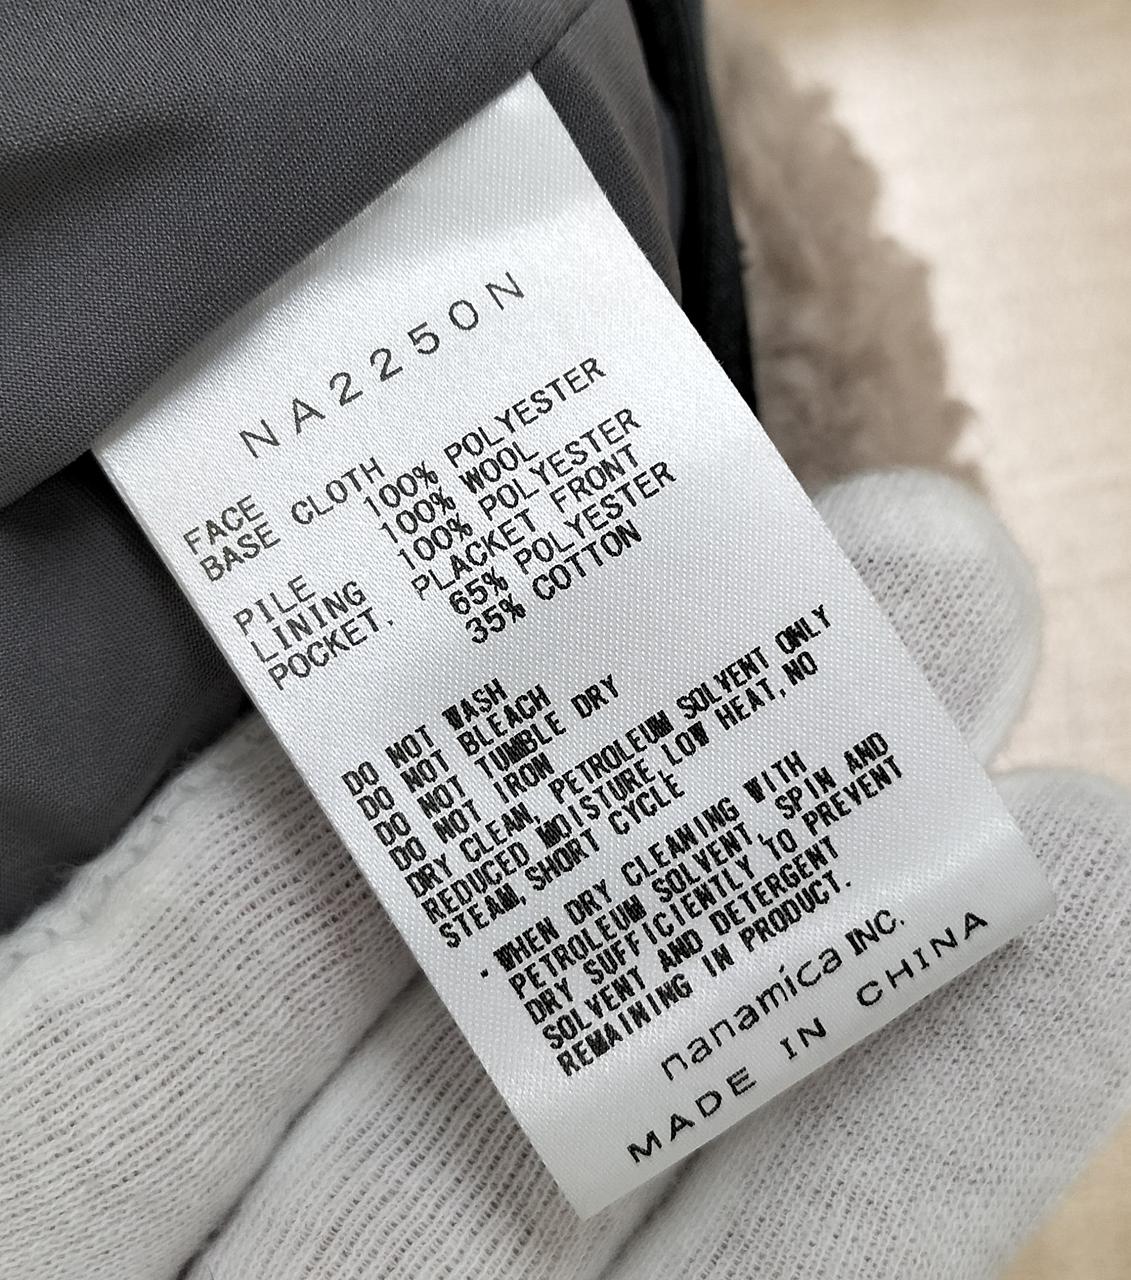 NA2250N
FACE
BASE CLOTH
100% POLYESTER
PILE 100% WOOL
LINING 100% POLYESTER
POCKET. PLACKET FRONT
65% POLYESTER
35% COTTON
DO NOT WASH
DO NOT BLEACH
DO NOT TUMBLE DRY
DO NOT IRON
DRY CLEAN, PETROLEUM SOLVENT ONLY
REDUCED MOISTURE, LOW HEAT, NO
STEAM, SHORT CYCLE
・WHEN DRY CLEANING WITH
PETROLEUM SOLVENT, SPIN AND
DRY SUFFICIENTLY TO PREVENT
SOLVENT AND DETERGENT
REMAINING IN PRODUCT.
nanamica INC.
MADE IN CHINA